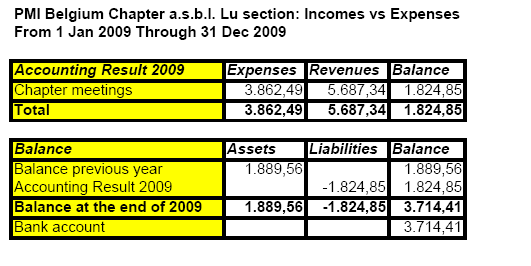 PMI Belgium Chapter a.s.b.l. Lu section: Incomes vs Expenses
From 1 Jan 2009 Through 31 Dec 2009
Accounting Result 2009 Expenses Revenues Balance
Chapter meetings 3.862,49 5.687,34 1.824,85
Total 3.862,49 5.687,34 1.824,85
Balance Assets Liabilities Balance
Balance previous year 1.889,56 1.889,56
Accounting Result 2009 -1.824,85 1.824,85
Balance at the end of 2009 1.889,56 -1.824,85 3.714,41
Bank account 3.714,41